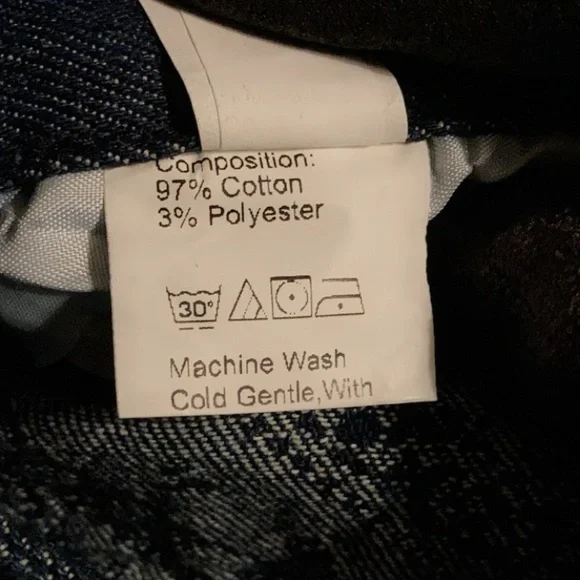 Composition:
97% Cotton
3% Polyester
30°
Machine Wash
Cold Gentle,With